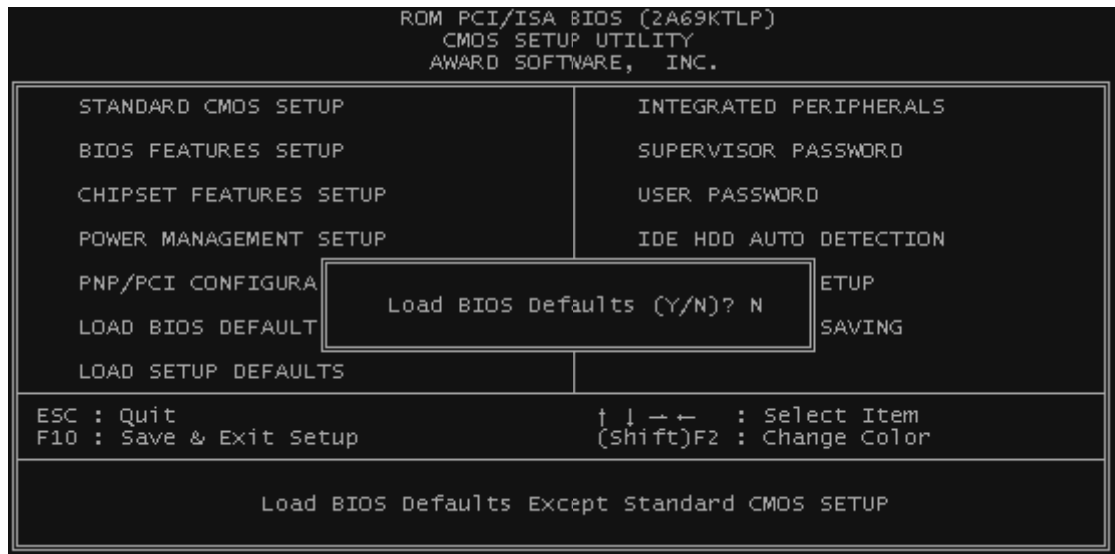 ROM PCI/ISA BIOS (2A69KTLP)
CMOS SETUP UTILITY
AWARD SOFTWARE, INC.
STANDARD CMOS SETUP
BIOS FEATURES SETUP
CHIPSET FEATURES SETUP
POWER MANAGEMENT SETUP
PNP/PCI CONFIGURA
LOAD BIOS DEFAULT
LOAD SETUP DEFAULTS
INTEGRATED PERIPHERALS
SUPERVISOR PASSWORD
USER PASSWORD
IDE HDD AUTO DETECTION
ETUP
SAVING
Load BIOS Defaults (Y/N)? N
ESC : Quit
F10 : Save & Exit Setup
↑ ↓ → ← : Select Item
(Shift)F2 : Change Color
Load BIOS Defaults Except Standard CMOS SETUP